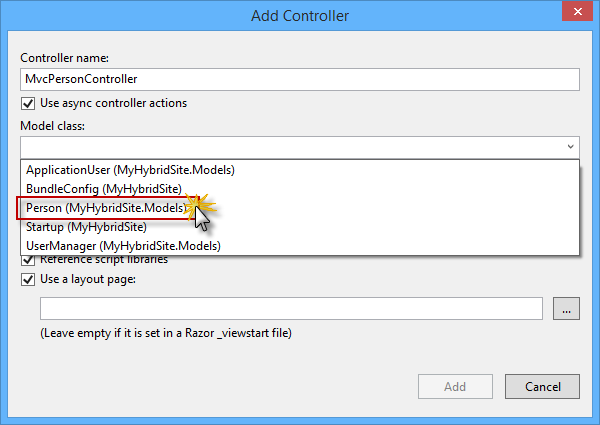 Add Controller
Controller name:
MvcPersonController
Use async controller actions
Model class:
ApplicationUser (MyHybridSite.Models)
BundleConfig (MyHybridSite)
Person (MyHybridSite.Models)
Startup (MyHybridSite)
UserManager (MyHybridSite.Models)
Reference script libraries
Use a layout page:
...
(Leave empty if it is set in a Razor _viewstart file)
Add
Cancel